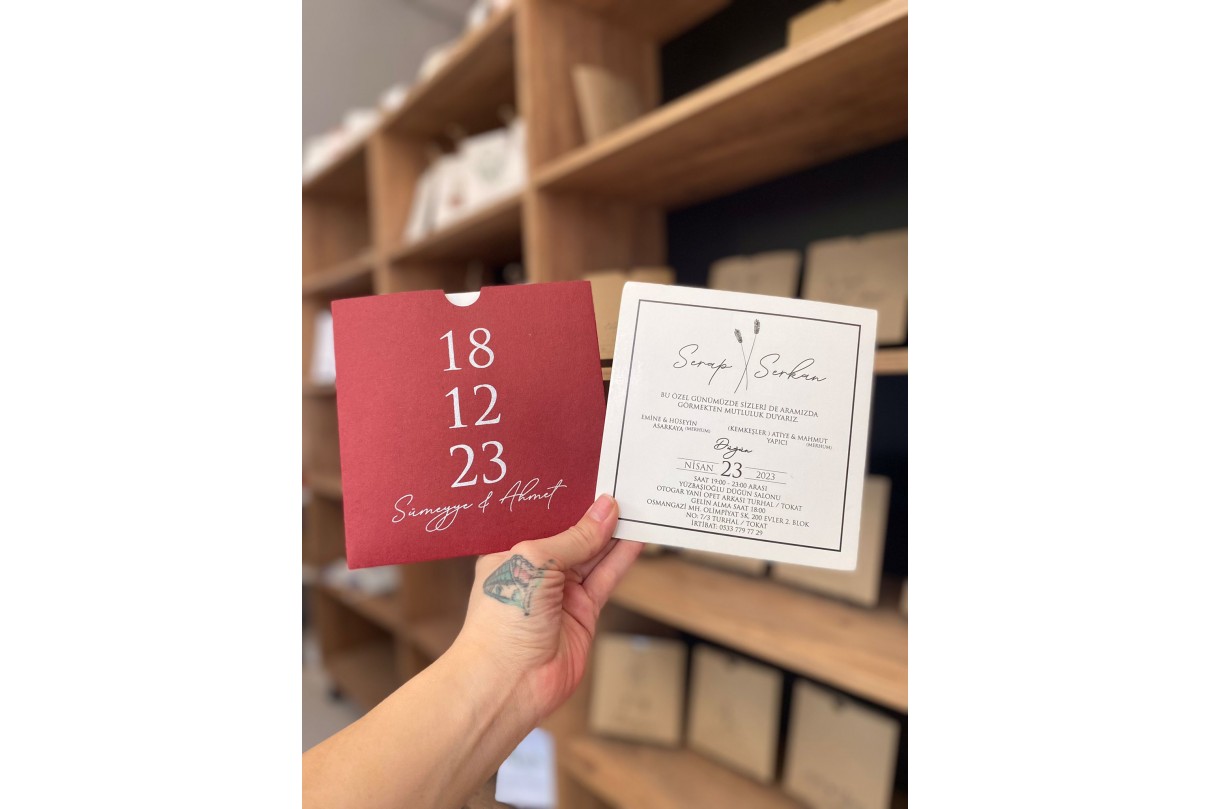 18
12
23
Sümeyye & Ahmet
Serap Serkan
BU ÖZEL GÜNÜMÜZDE SİZLERİ DE ARAMIZDA
GÖRMEKTEN MUTLULUK DUYARIZ.
EMİNE & HÜSEYİN
ASARKAYA (MERHUM)
(KEMKEŞLER) ATİYE & MAHMUT
YAPICI (MERHUM)
Düğün
NİSAN 23 2023
SAAT 19:00 - 23:00 ARASI
YÜZBAŞIOĞLU DÜĞÜN SALONU
OTOGAR YANI OPET ARKASI TURHAL / TOKAT
GELİN ALMA SAAT 18:00
OSMANGAZİ MH. OLİMPİYAT SK. 200 EVLER 2. BLOK
NO: 7/3 TURHAL / TOKAT
İRTİBAT: 0533 779 77 29